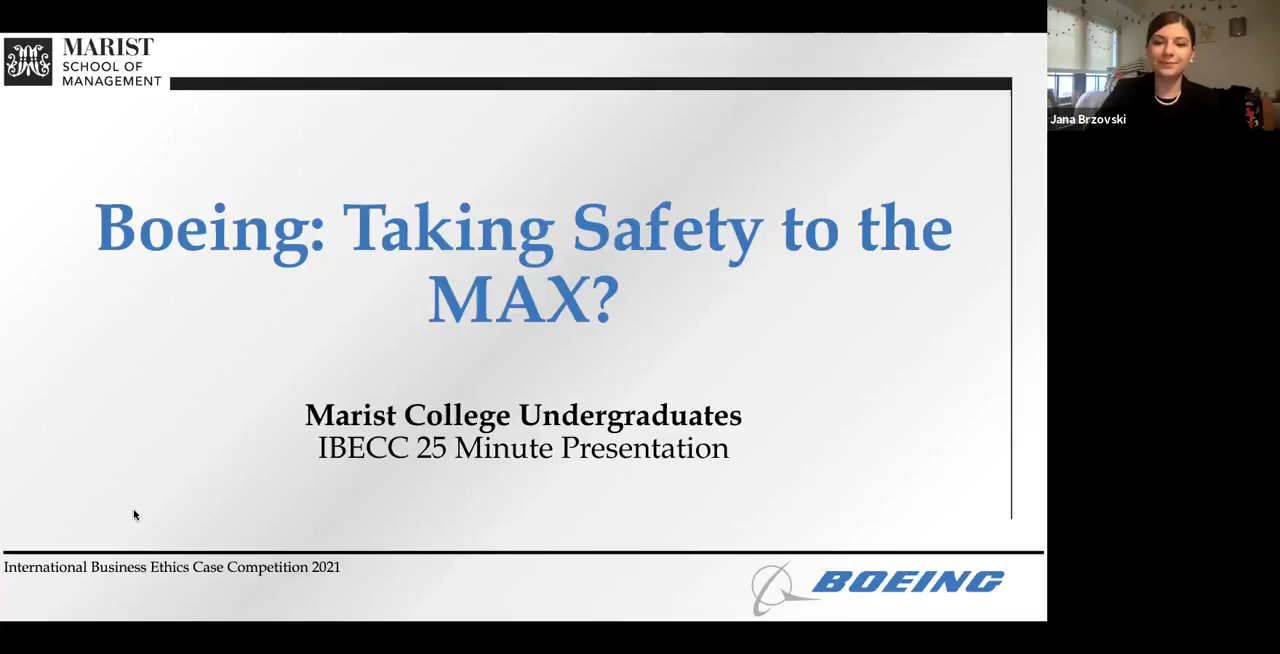 MARIST
SCHOOL OF
MANAGEMENT
Jana Brzovski
Boeing: Taking Safety to the
MAX?
Marist College Undergraduates
IBECC 25 Minute Presentation
International Business Ethics Case Competition 2021
BOEING